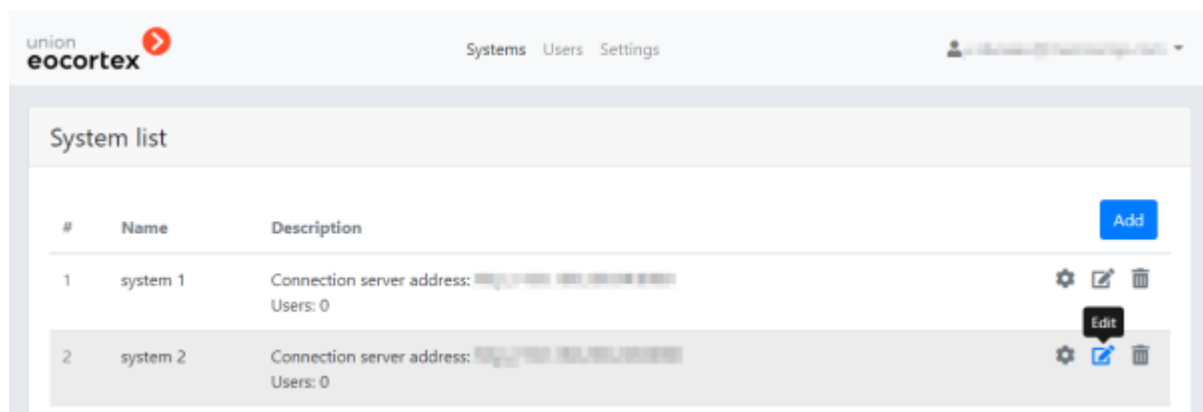 union
eocortex
Systems Users Settings
System list
Add
# Name Description
1 system 1 Connection server address:
Users: 0
Edit
2 system 2 Connection server address:
Users: 0